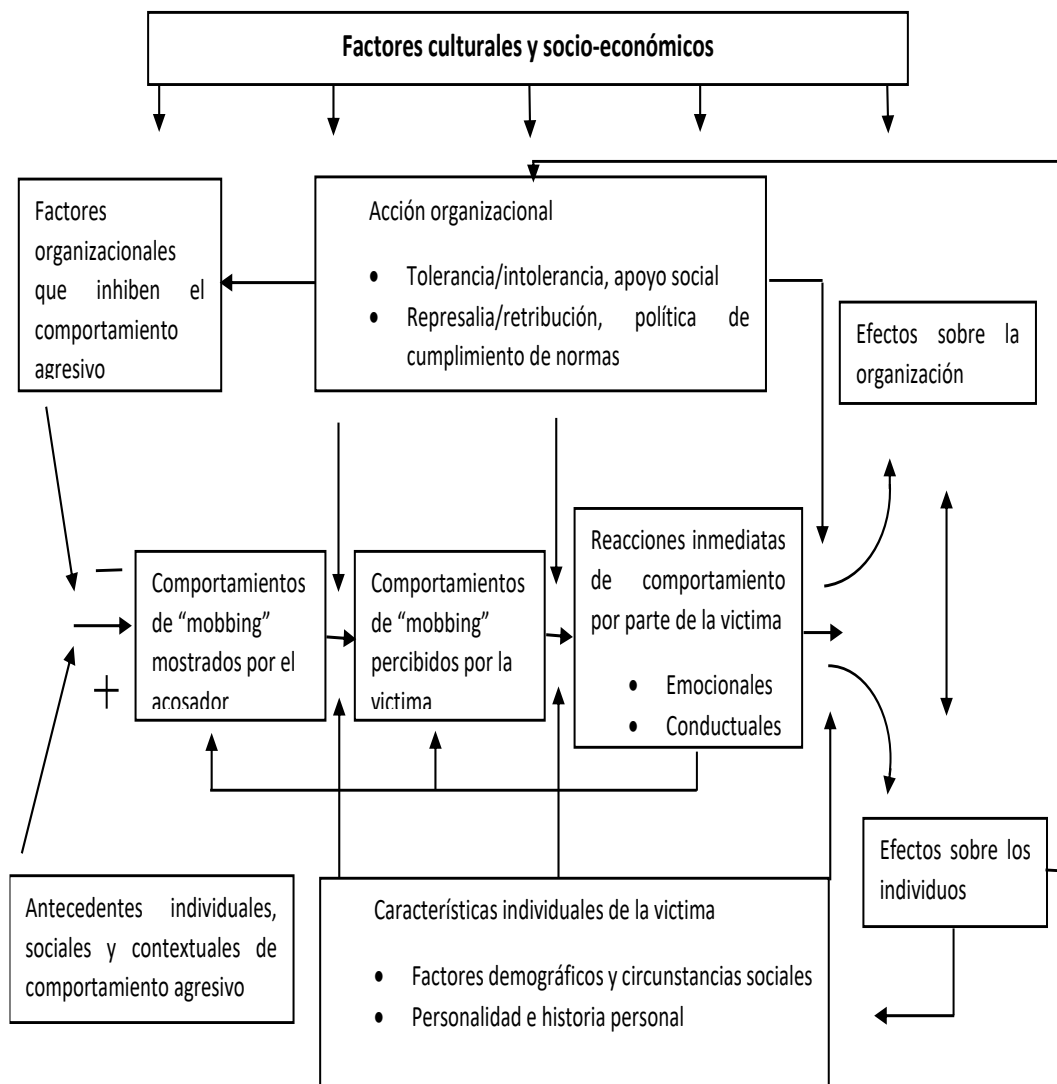 Factores culturales y socio-económicos
Factores
organizacionales
que inhiben el
comportamiento
agresivo
Acción organizacional
• Tolerancia/intolerancia, apoyo social
• Represalia/retribución, política de
cumplimiento de normas
Efectos sobre la
organización
Comportamientos
de “mobbing”
mostrados por el
acosador
Comportamientos
de “mobbing”
percibidos por la
victima
Reacciones inmediatas
de comportamiento
por parte de la victima
• Emocionales
• Conductuales
—
+
Antecedentes individuales,
sociales y contextuales de
comportamiento agresivo
Características individuales de la victima
• Factores demográficos y circunstancias sociales
• Personalidad e historia personal
Efectos sobre los
individuos